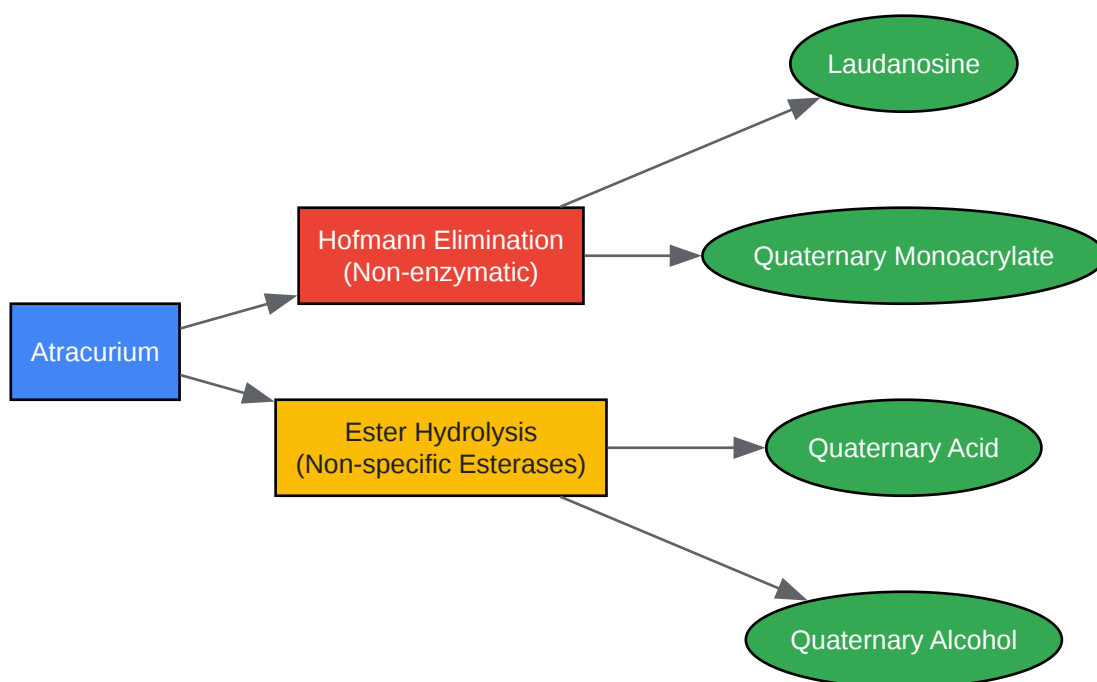 Laudanosine
Hofmann Elimination
(Non-enzymatic)
Quaternary Monoacrylate
Atracurium
Ester Hydrolysis
(Non-specific Esterases)
Quaternary Acid
Quaternary Alcohol